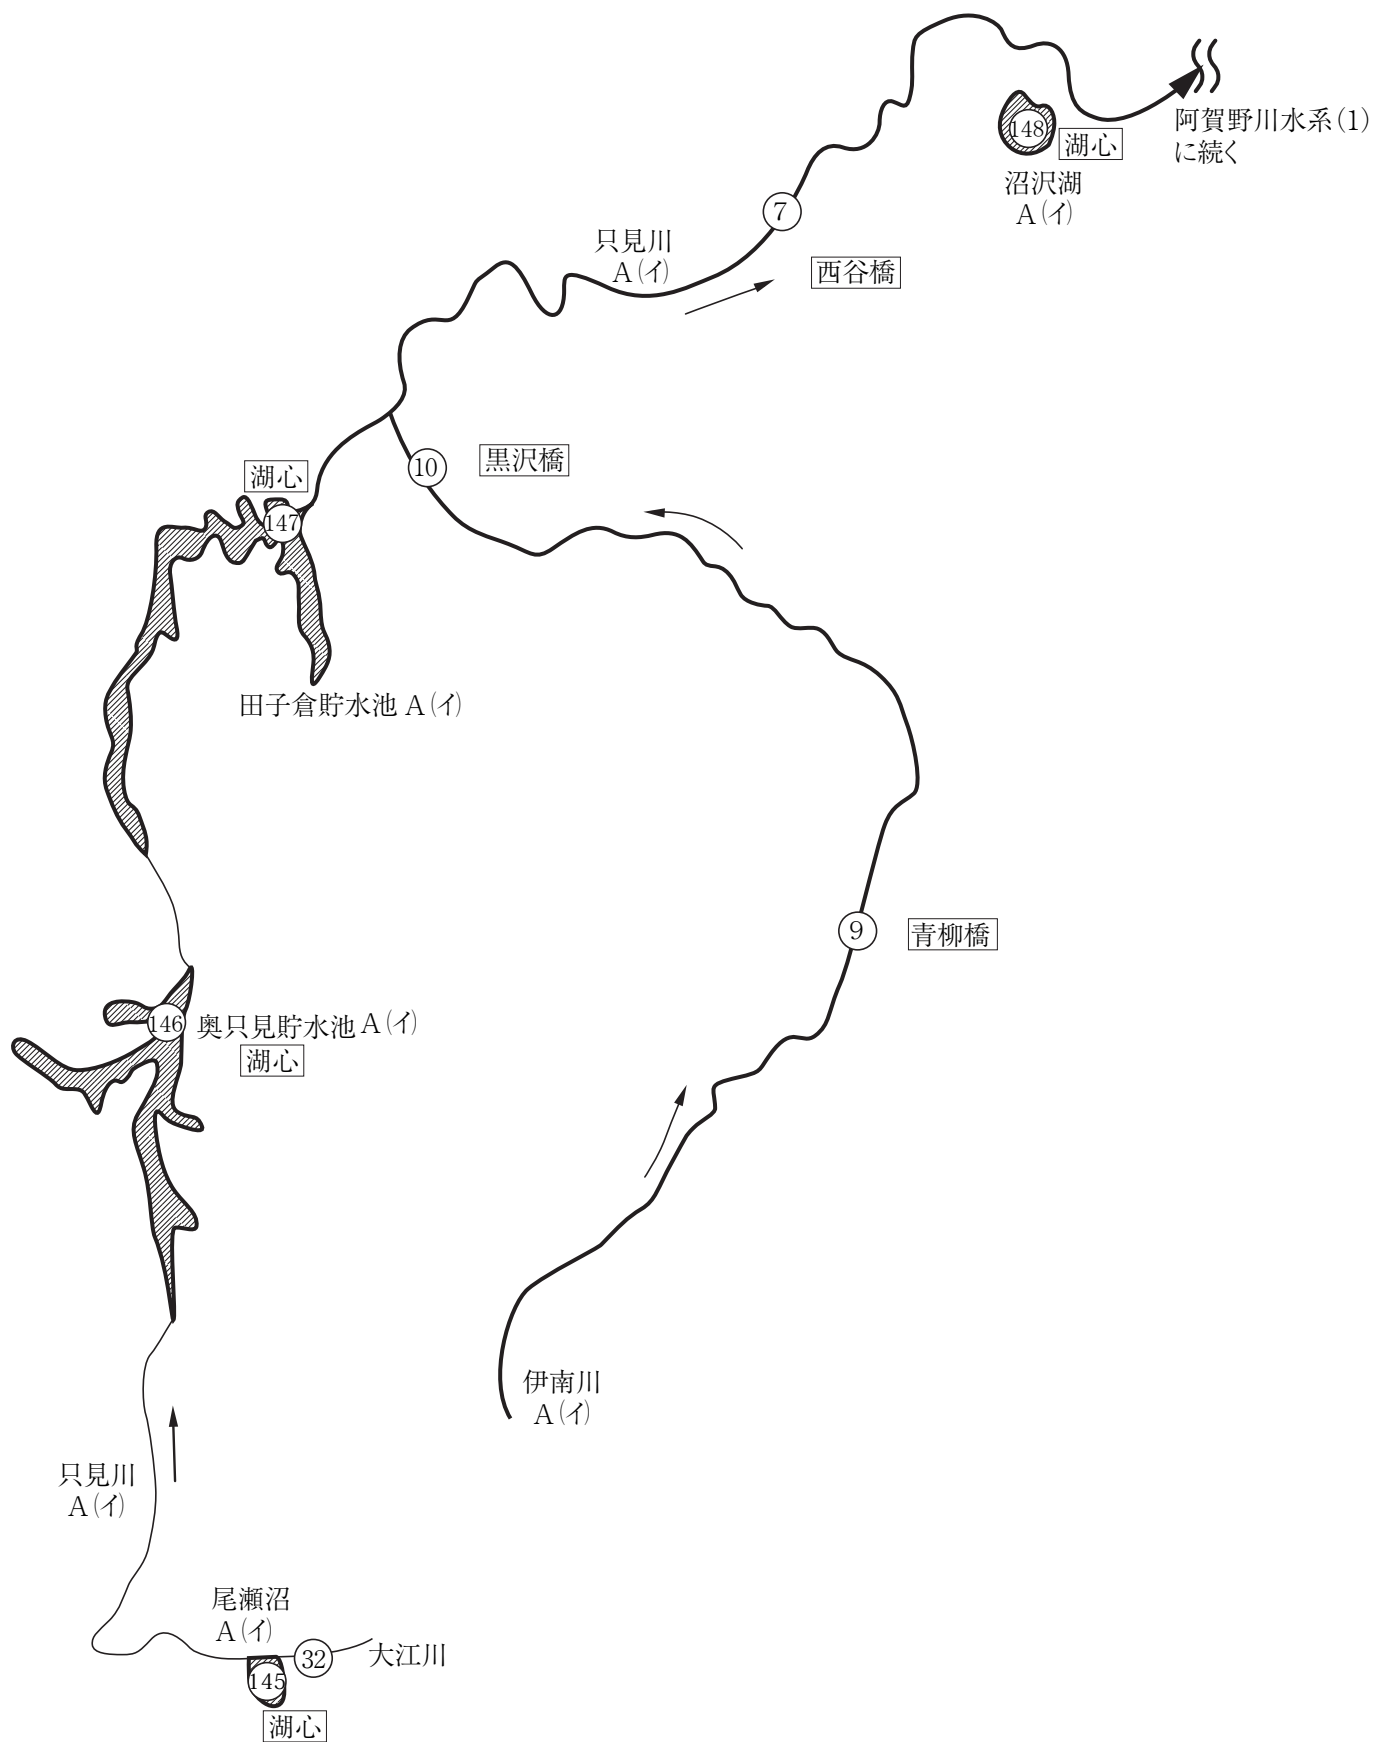 148
湖心
阿賀野川水系(1)
に続く
沼沢湖
A(イ)
7
只見川
A(イ)
西谷橋
10
黒沢橋
湖心
147
田子倉貯水池 A(イ)
9
青柳橋
146
奥只見貯水池 A(イ)
湖心
伊南川
A(イ)
只見川
A(イ)
尾瀬沼
A(イ)
32
大江川
145
湖心